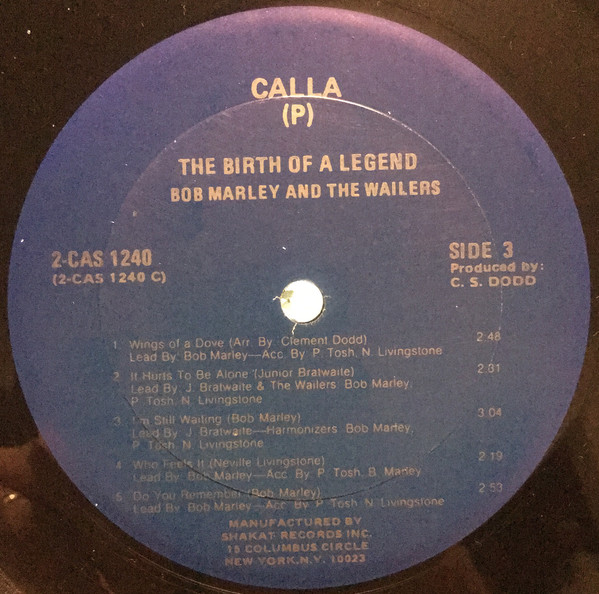 CALLA
(P)
THE BIRTH OF A LEGEND
BOB MARLEY AND THE WAILERS
2-CAS 1240
(2-CAS 1240 C)
SIDE 3
Produced by:
C. S. DODD
1. Wings of a Dove (Arr. By. Clement Dodd) 2:48
Lead By: Bob Marley—Acc. By P. Tosh, N. Livingstone
2. It Hurts To Be Alone (Junior Bratwaite) 2:31
Lead By: J. Bratwaite & The Wailers Bob Marley,
P. Tosh N. Livingstone
3. I'm Still Waiting (Bob Marley) 3:04
Lead By: J. Bratwaite—Harmonizers Bob Marley,
P. Tosh N. Livingstone
4. Who Feels It (Neville Livingstone) 2:19
Lead By: Bob Marley—Acc. By P. Tosh, B. Marley
5. Do You Remember (Bob Marley) 2:53
Lead By: Bob Marley—Acc. By P. Tosh, N. Livingstone
MANUFACTURED BY
SHAKAT RECORDS INC.
15 COLUMBUS CIRCLE
NEW YORK, N.Y. 10023